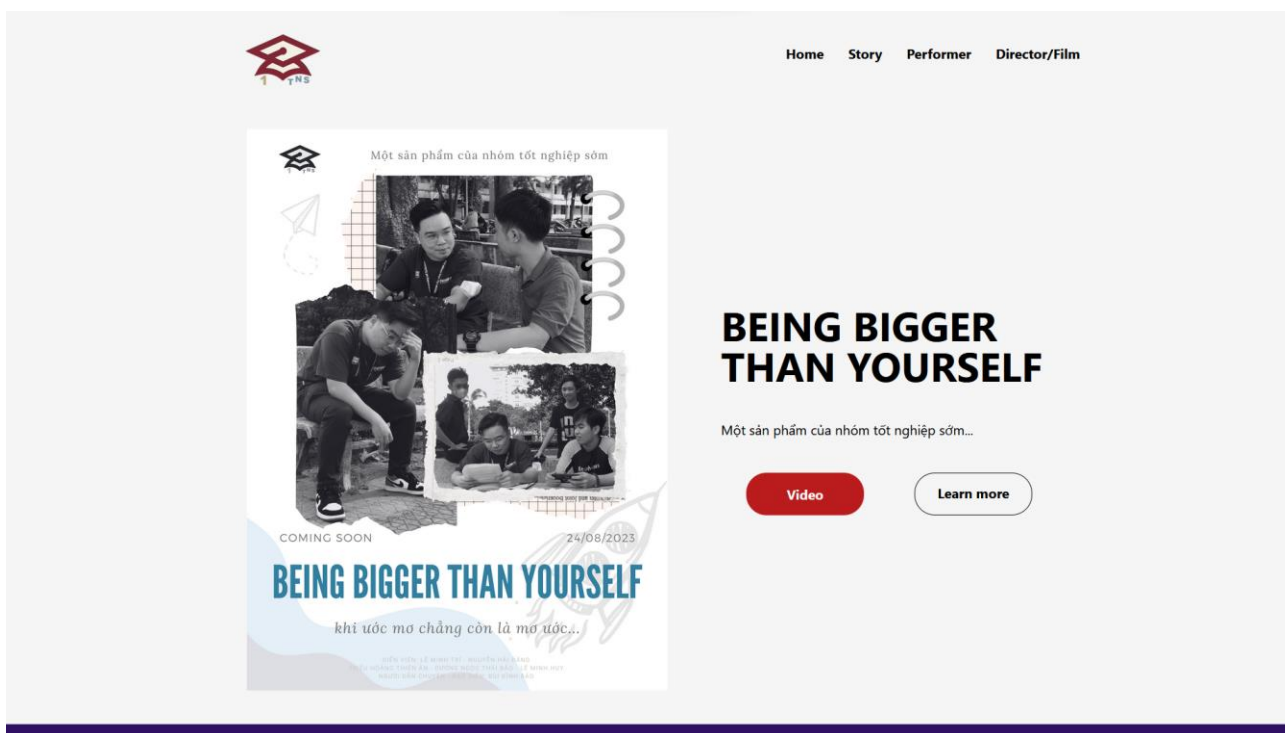 1 TNS
Home Story Performer Director/Film
1 TNS
Một sản phẩm của nhóm tốt nghiệp sớm
COMING SOON 24/08/2023
BEING BIGGER THAN YOURSELF
khi ước mơ chẳng còn là mơ ước...
BEING BIGGER
THAN YOURSELF
Một sản phẩm của nhóm tốt nghiệp sớm...
Video Learn more